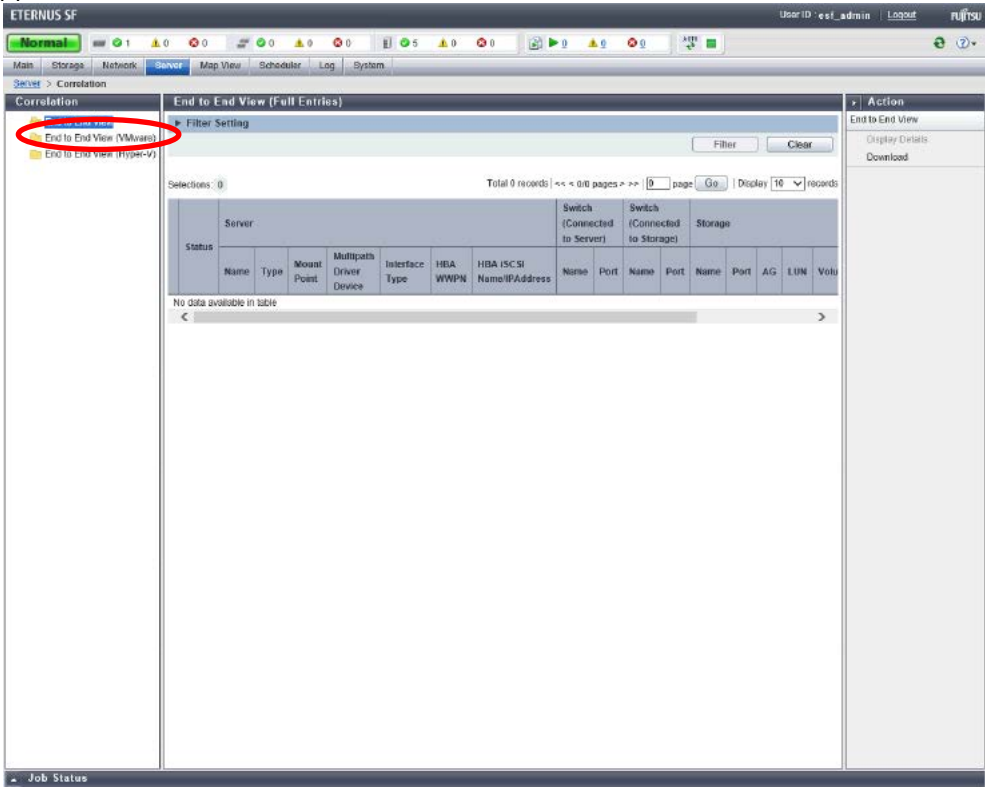 ETERNUS SF
User ID : esf_admin Logout FUJITSU
Normal 1 0 0 0 0 0 5 0 0 0 0 0
Main Storage Network Server Map View Scheduler Log System
Server > Correlation
Correlation
End to End View
End to End View (VMware)
End to End View (Hyper-V)
End to End View (Full Entries)
Filter Setting
Filter Clear
Selections: 0 Total 0 records | << < 0/0 pages > >> | 0 page Go | Display 10 records
Status Server Switch (Connected to Server) Switch (Connected to Storage) Storage
Name Type Mount Point Multipath Driver Device Interface Type HBA WWPN HBA iSCSI Name/IPAddress Name Port Name Port Name Port AG LUN Volu
No data available in table
Action
End to End View
Display Details
Download
Job Status